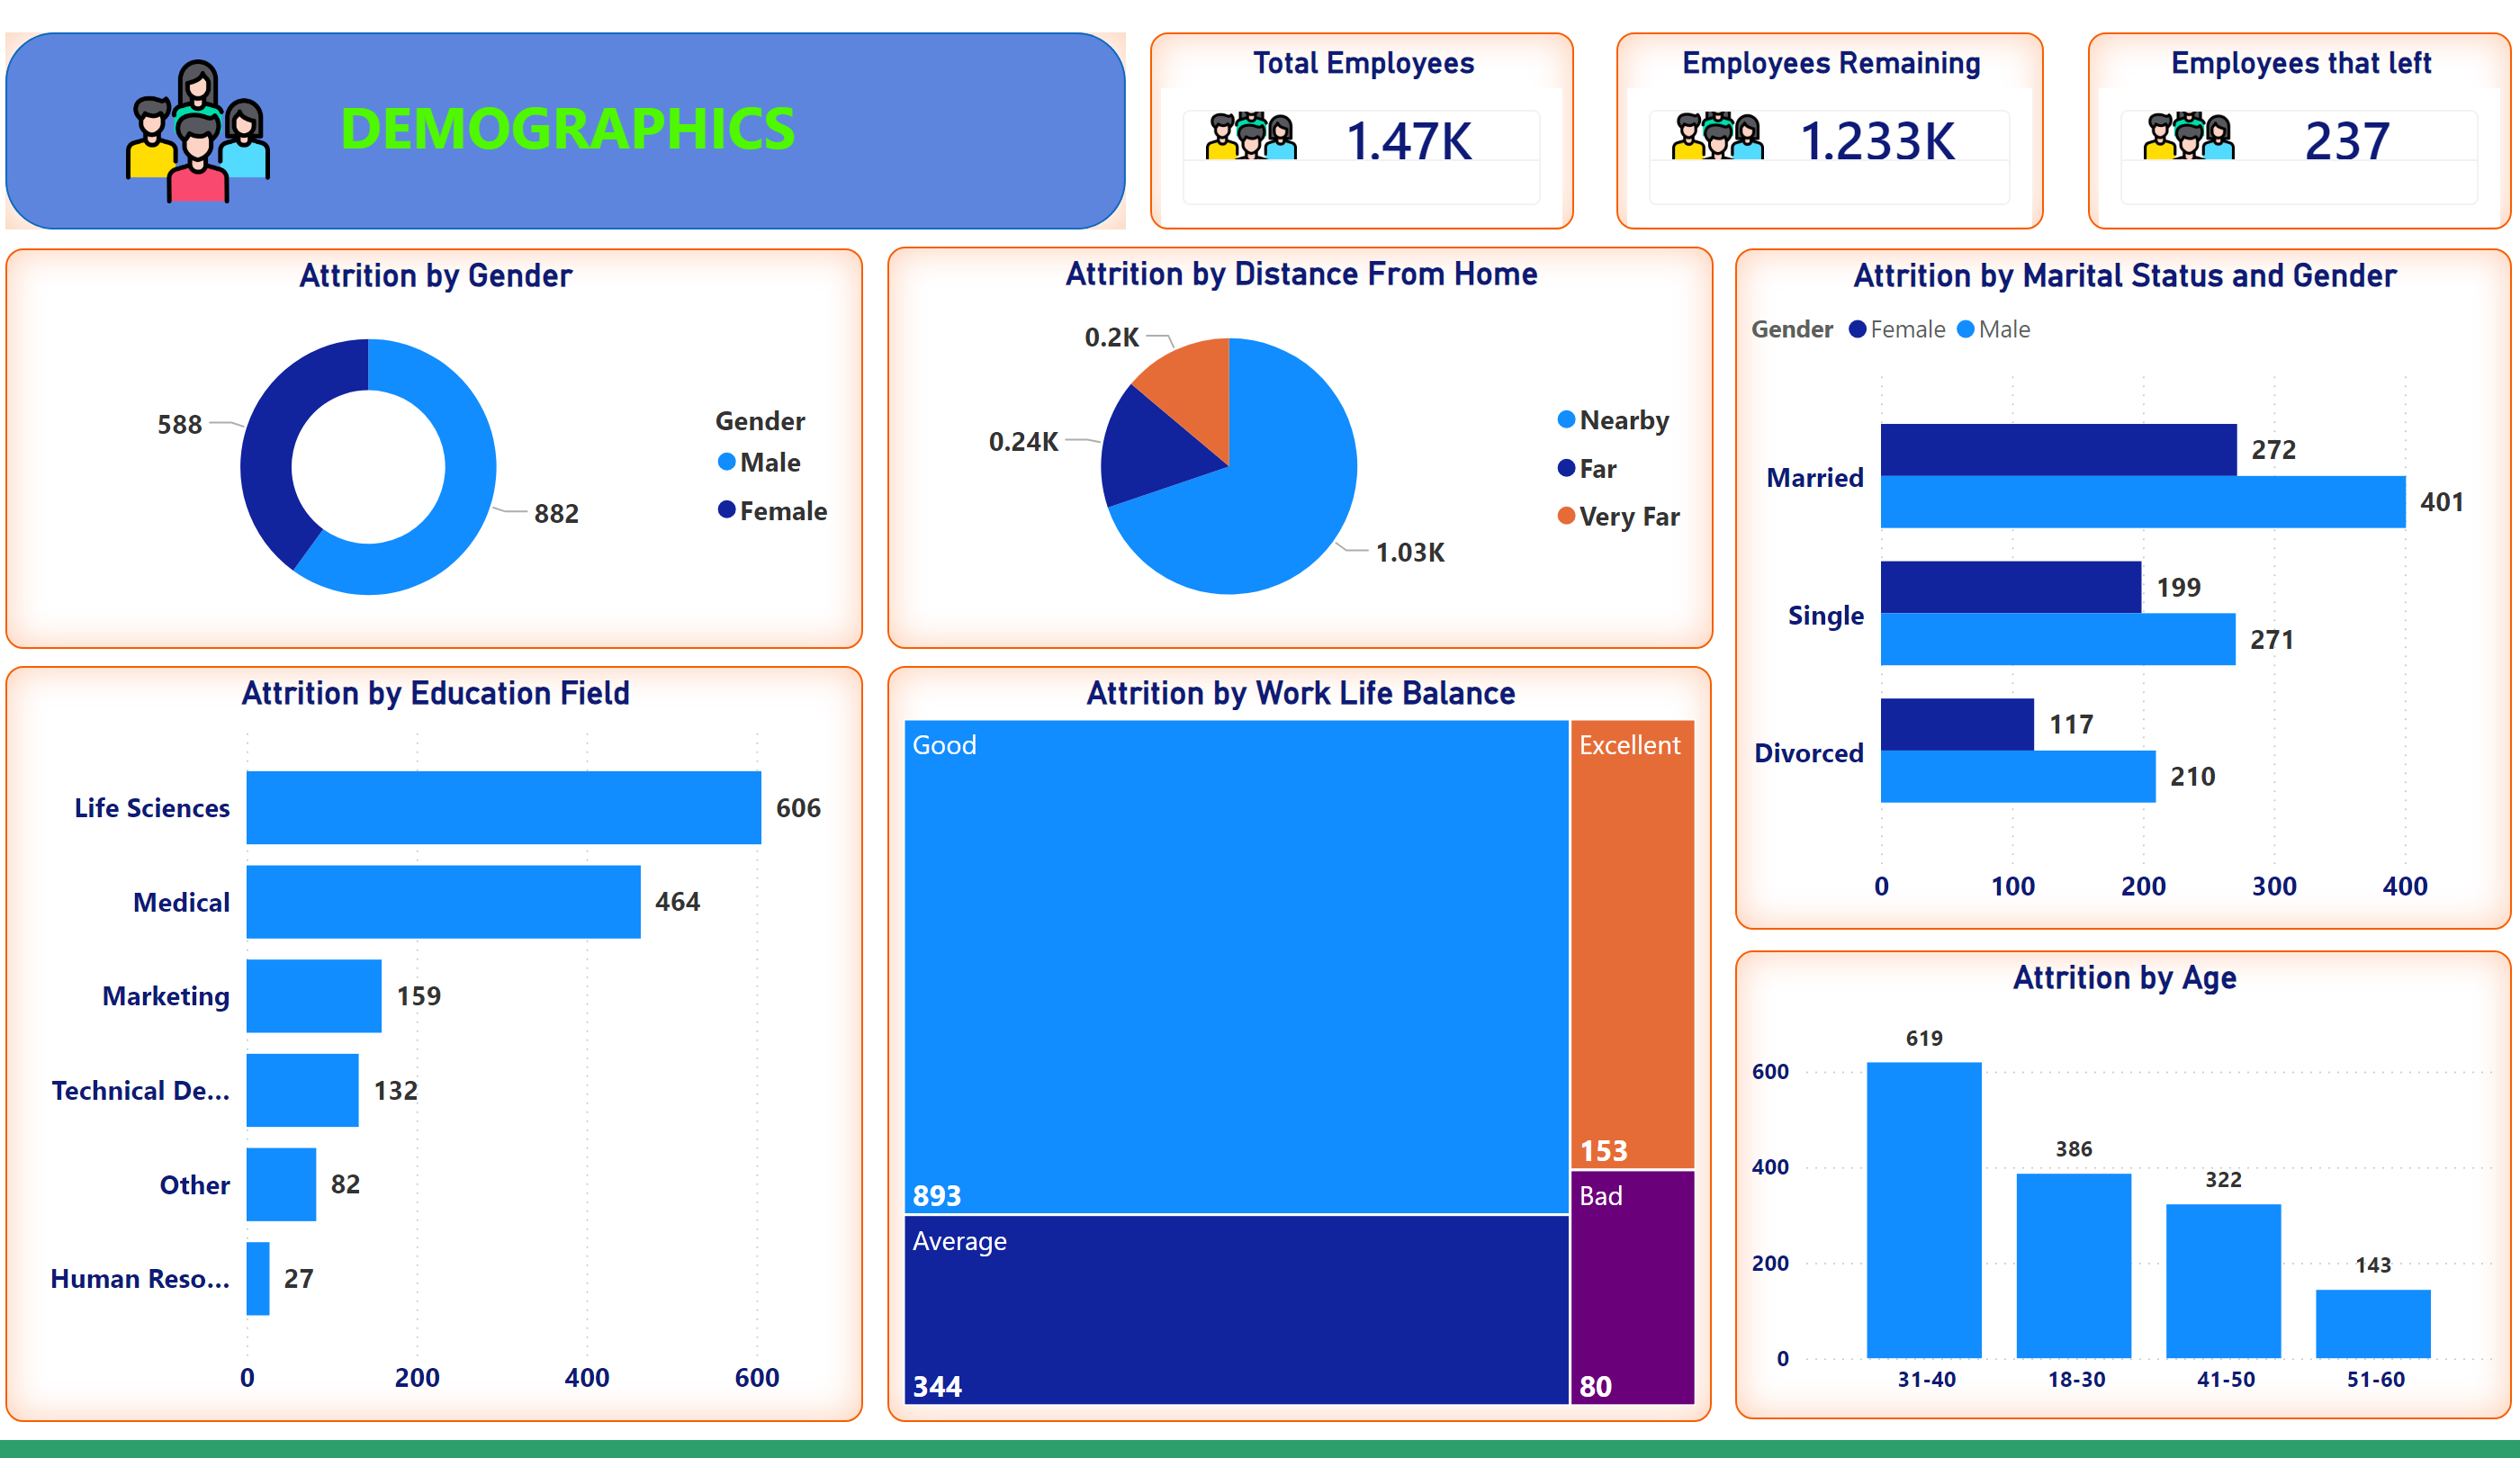 DEMOGRAPHICS
Total Employees
1.47K
Employees Remaining
1.233K
Employees that left
237
Attrition by Gender
588
882
Gender
Male
Female
Attrition by Distance From Home
0.2K
0.24K
1.03K
Nearby
Far
Very Far
Attrition by Marital Status and Gender
Gender Female Male
Married 272
401
Single 199
271
Divorced 117
210
0 100 200 300 400
Attrition by Education Field
Life Sciences 606
Medical 464
Marketing 159
Technical De... 132
Other 82
Human Reso... 27
0 200 400 600
Attrition by Work Life Balance
Good
893
Average
344
Excellent
153
Bad
80
Attrition by Age
600
400
200
0
619
386
322
143
31-40 18-30 41-50 51-60